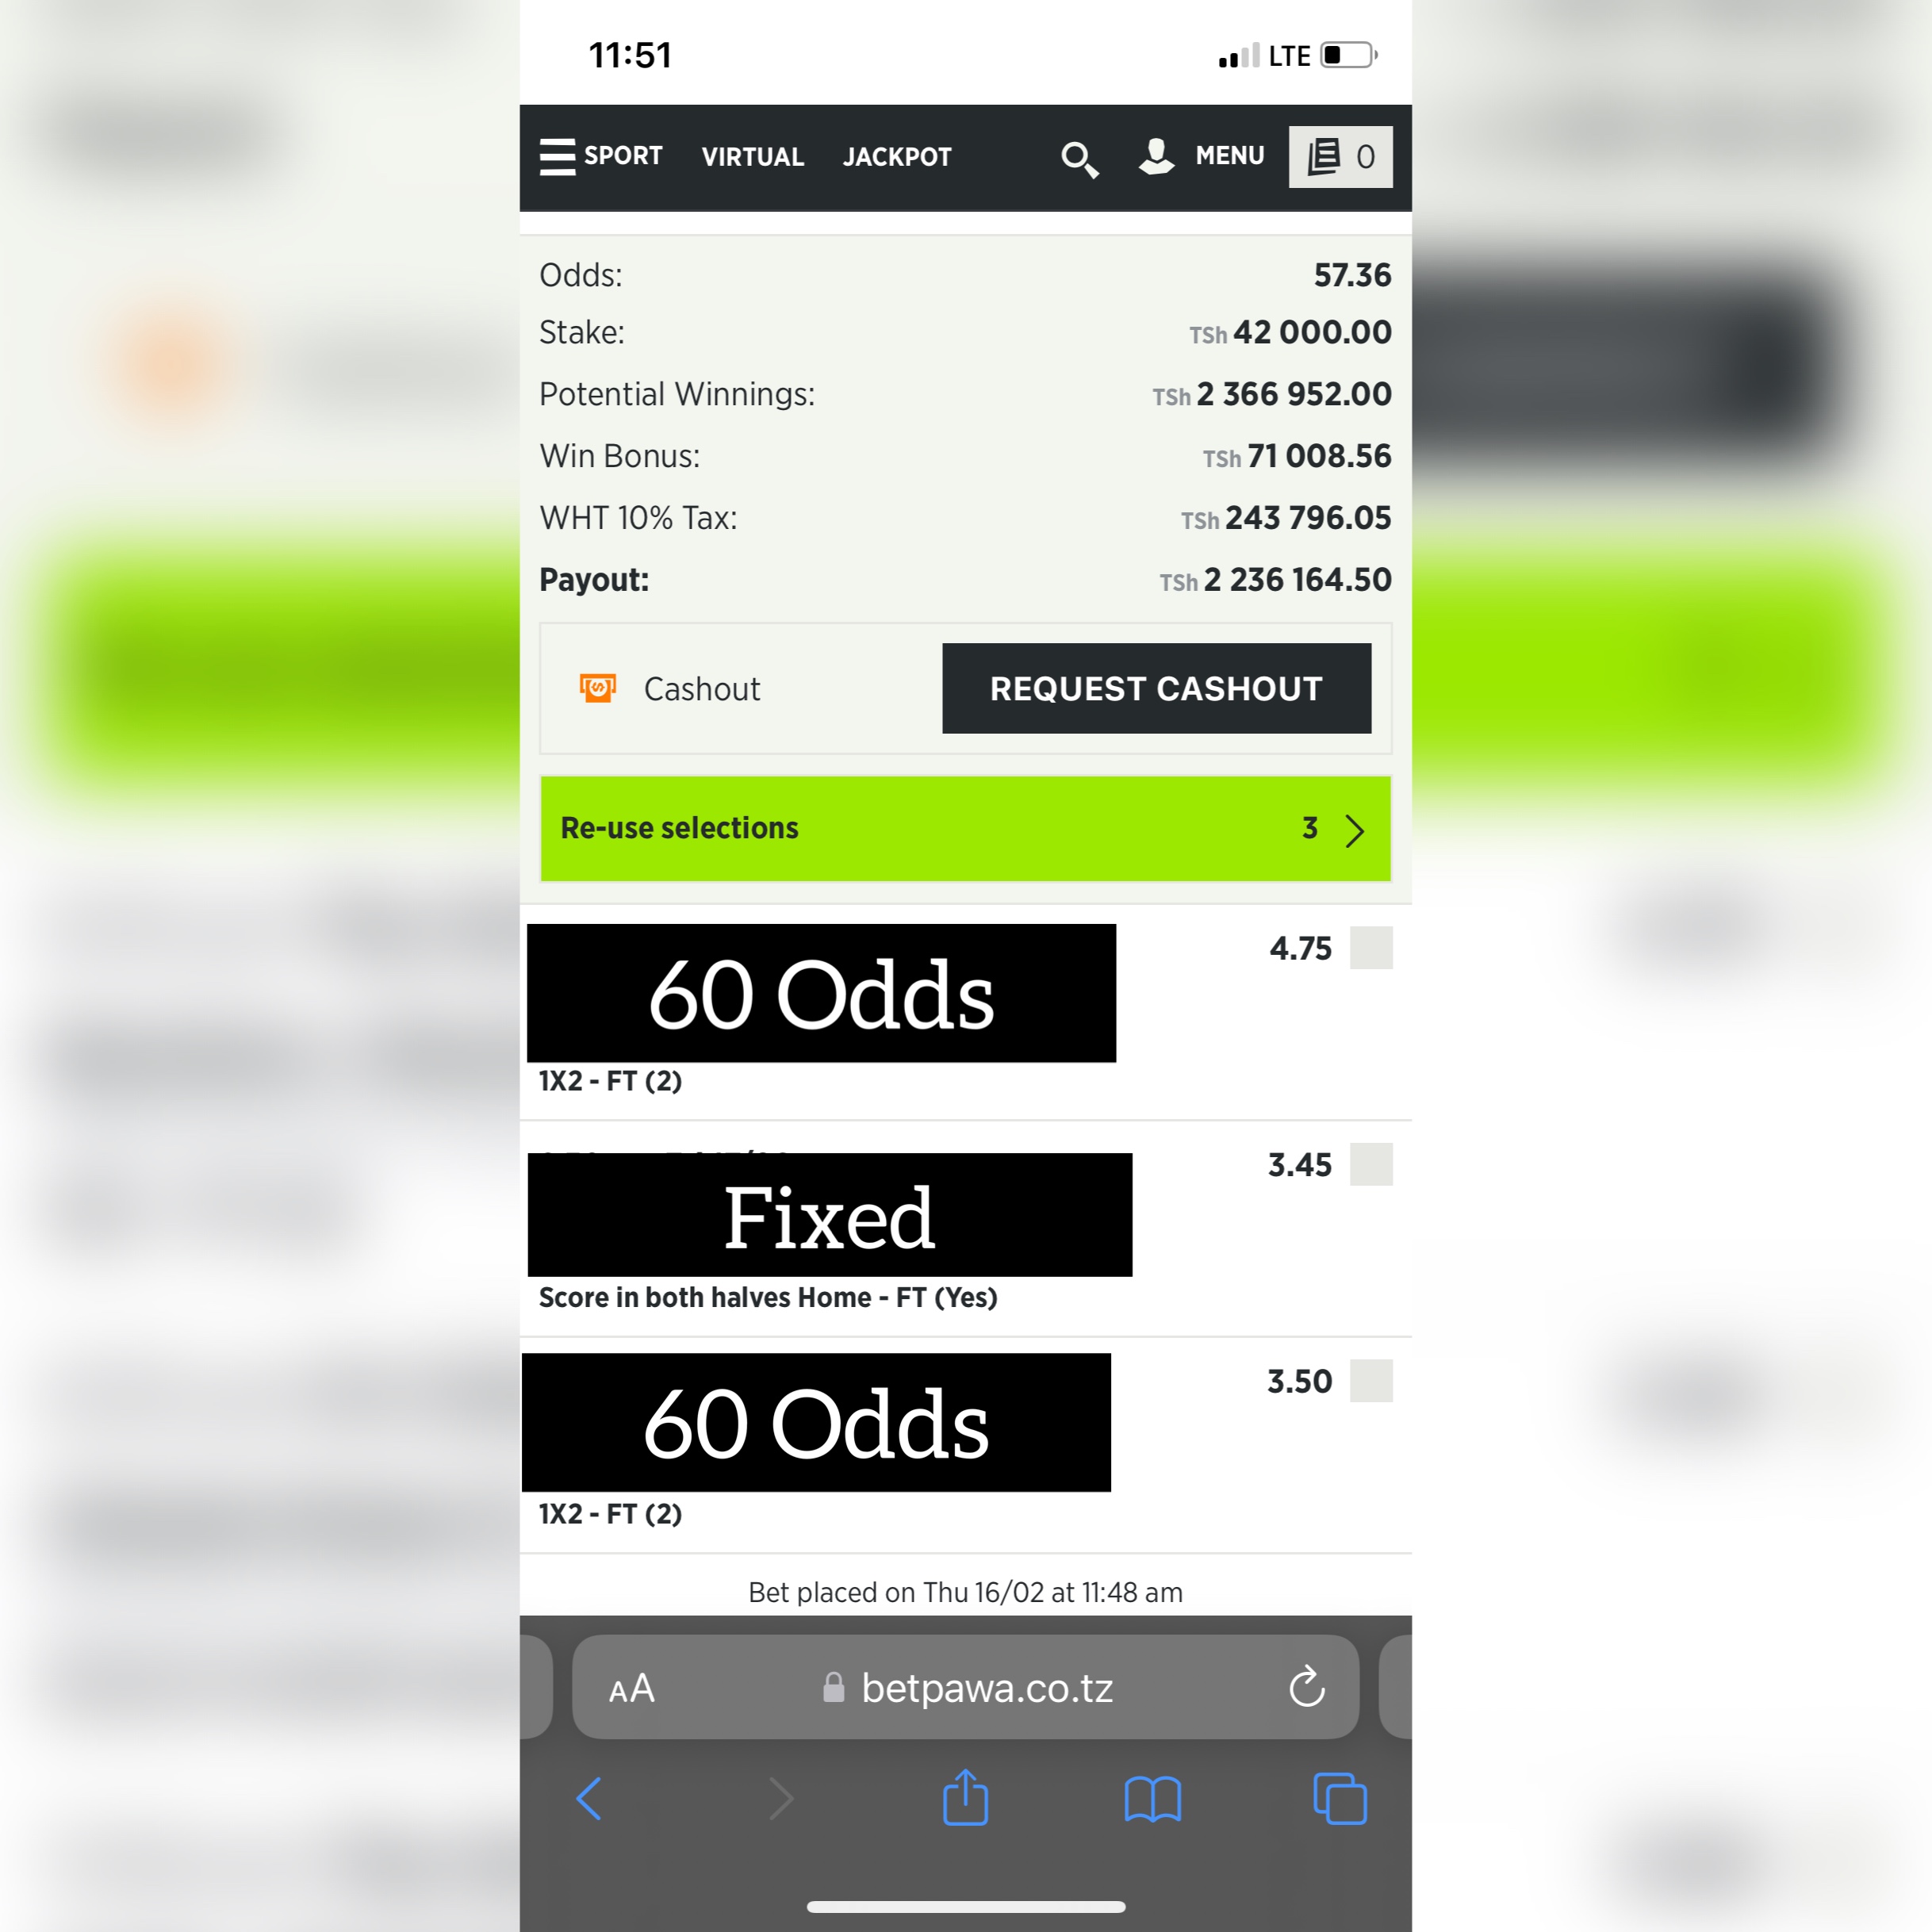 11:51 LTE
SPORT VIRTUAL JACKPOT MENU 0
Odds: 57.36
Stake: TSh 42 000.00
Potential Winnings: TSh 2 366 952.00
Win Bonus: TSh 71 008.56
WHT 10% Tax: TSh 243 796.05
Payout: TSh 2 236 164.50
Cashout REQUEST CASHOUT
Re-use selections 3
60 Odds 4.75
1X2 - FT (2)
Fixed 3.45
Score in both halves Home - FT (Yes)
60 Odds 3.50
1X2 - FT (2)
Bet placed on Thu 16/02 at 11:48 am
AA betpawa.co.tz